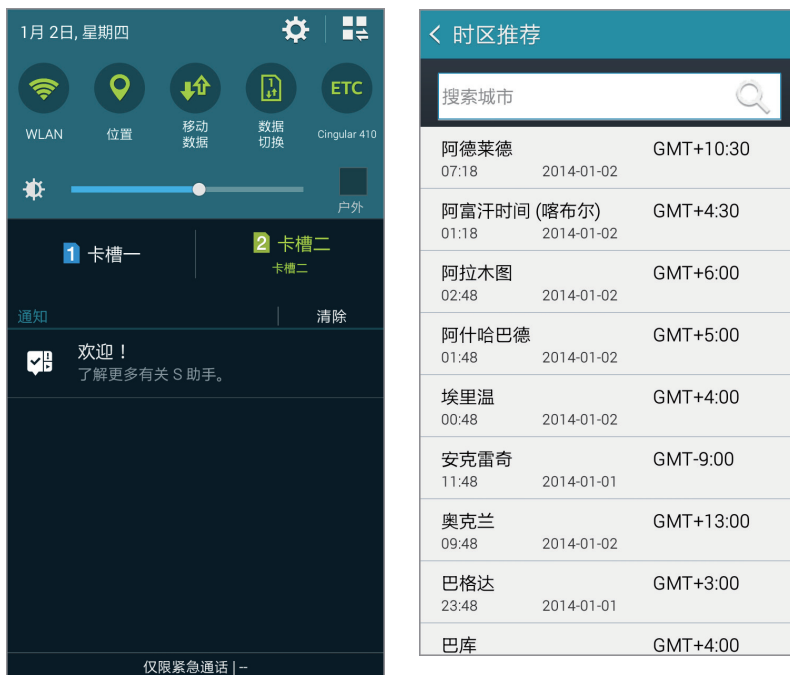 1月 2日, 星期四
1
ETC
WLAN
位置
移动
数据
数据
切换
Cingular 410
户外
1 卡槽一
2 卡槽二
卡槽二
通知
清除
欢迎！
了解更多有关 S 助手。
仅限紧急通话 | --
时区推荐
搜索城市
阿德莱德 GMT+10:30
07:18 2014-01-02
阿富汗时间 (喀布尔) GMT+4:30
01:18 2014-01-02
阿拉木图 GMT+6:00
02:48 2014-01-02
阿什哈巴德 GMT+5:00
01:48 2014-01-02
埃里温 GMT+4:00
00:48 2014-01-02
安克雷奇 GMT-9:00
11:48 2014-01-01
奥克兰 GMT+13:00
09:48 2014-01-02
巴格达 GMT+3:00
23:48 2014-01-01
巴库 GMT+4:00